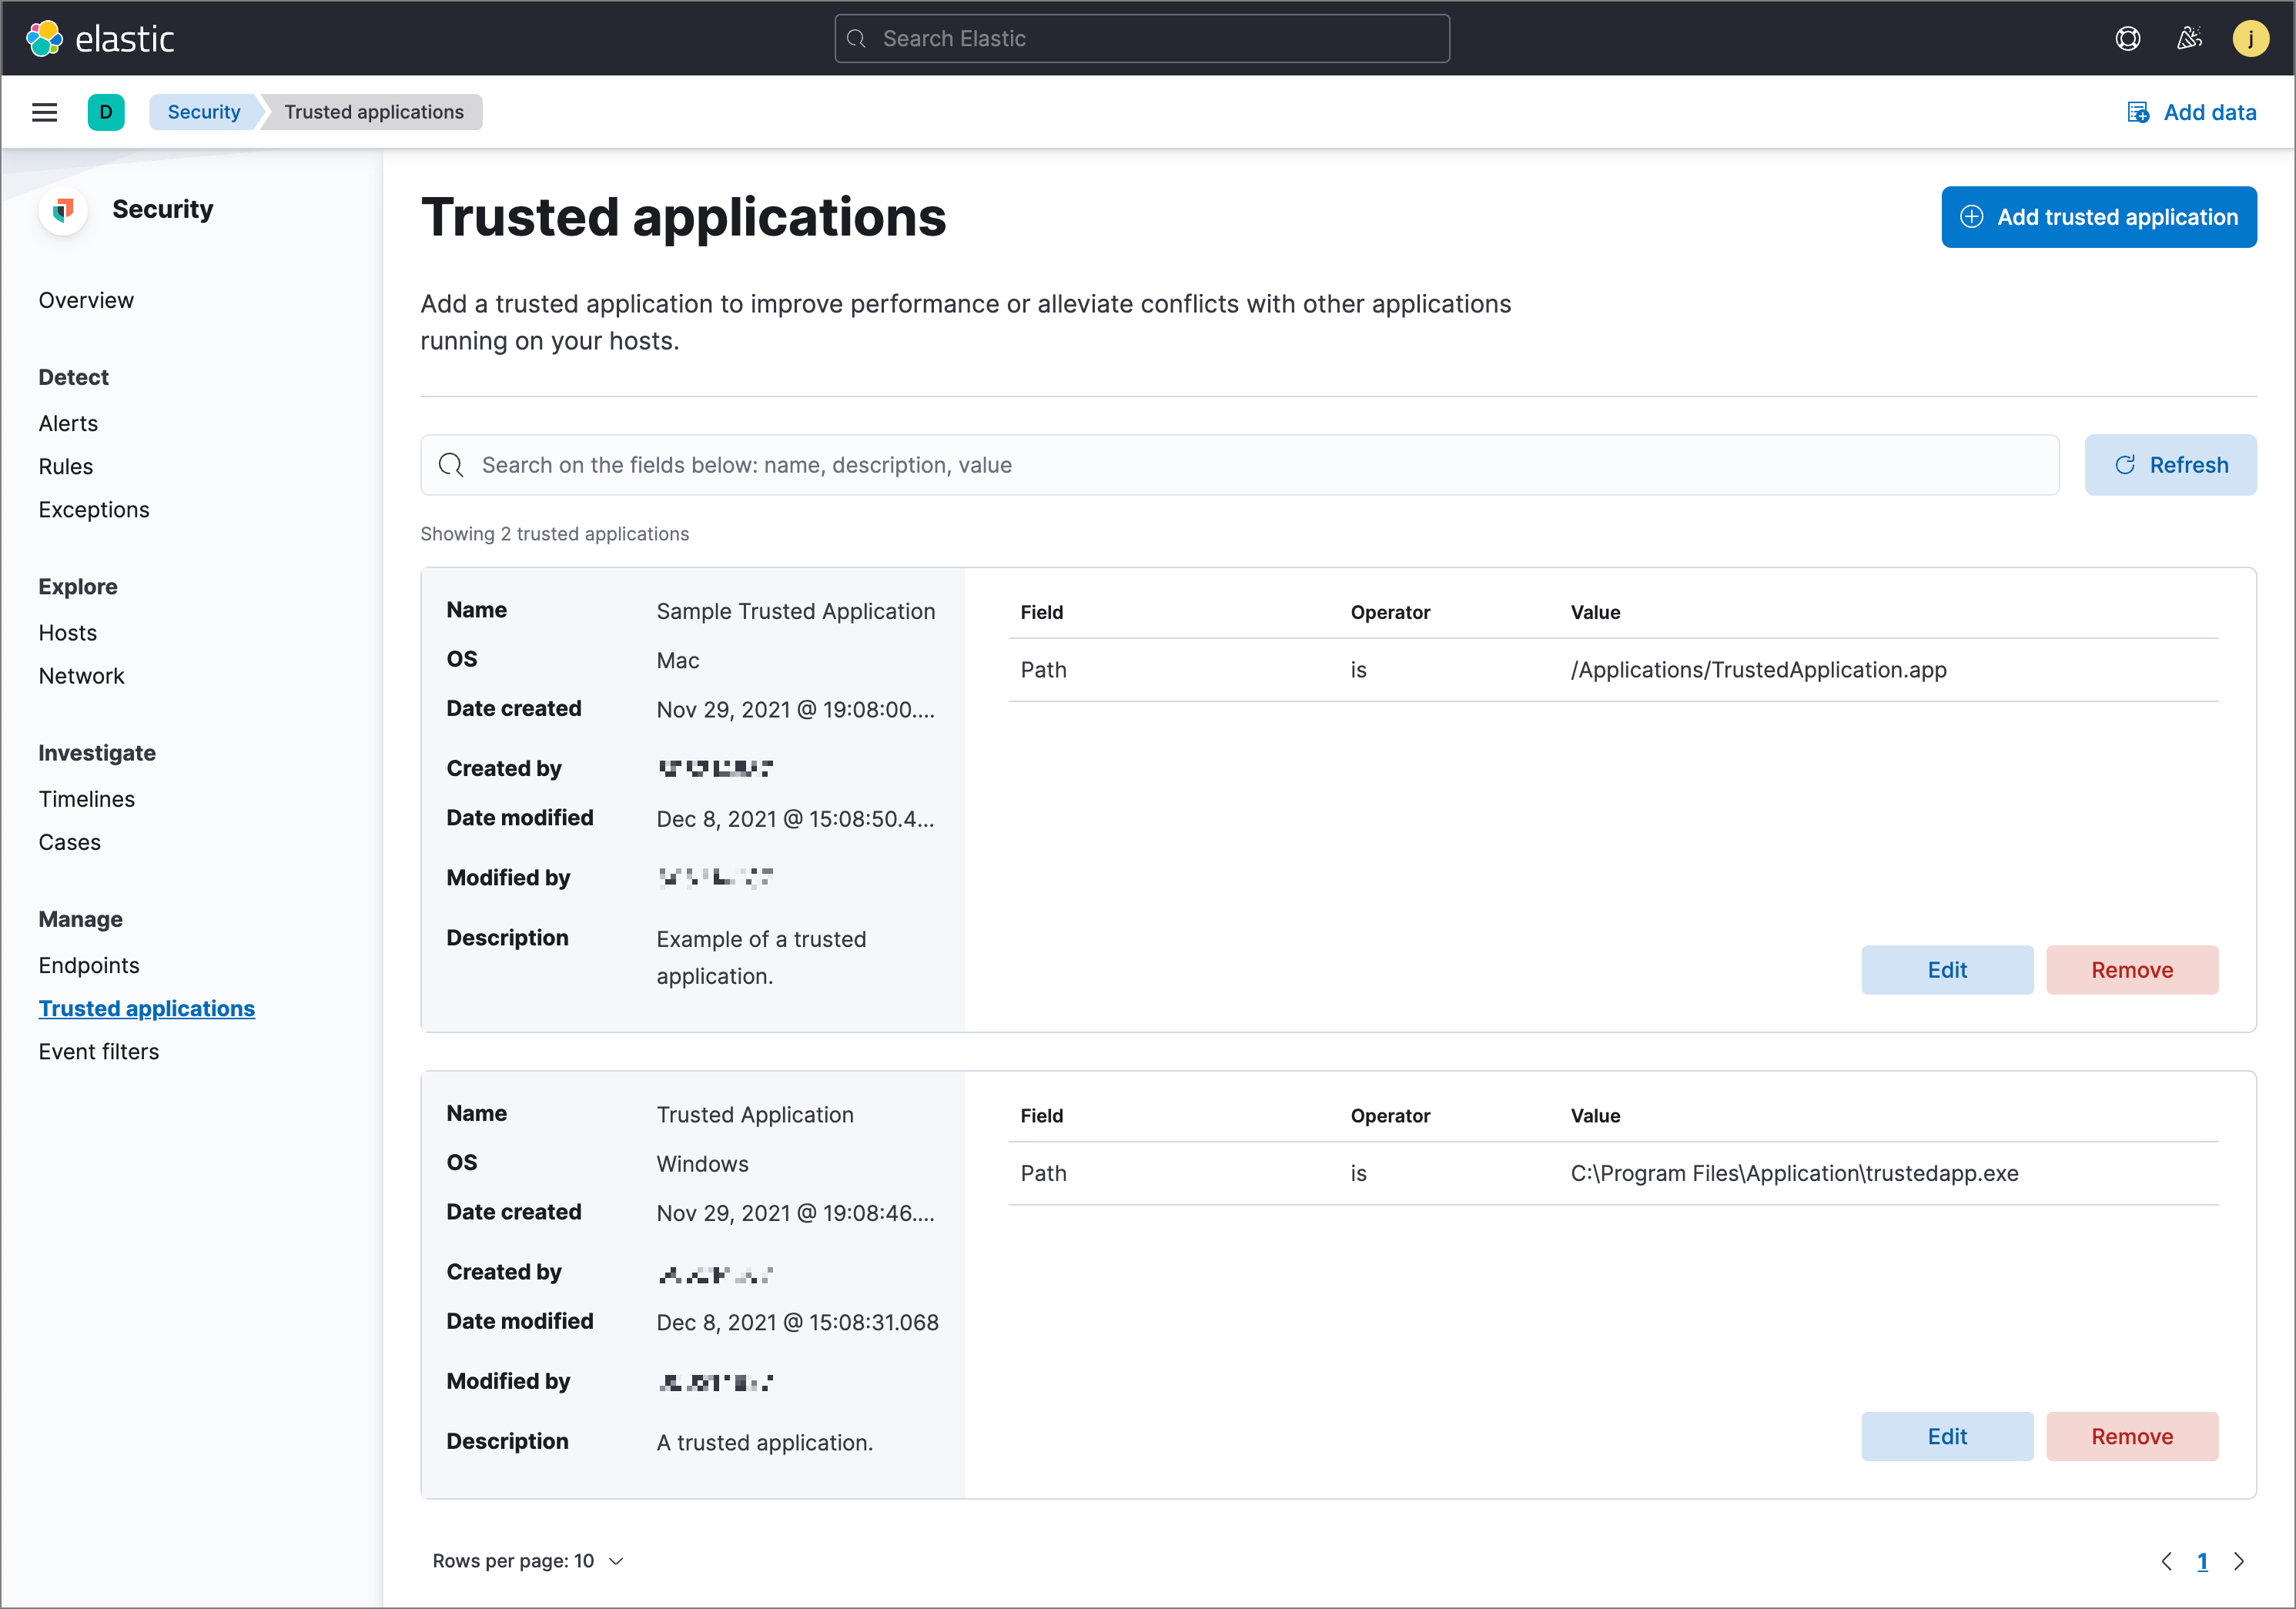 elastic
Search Elastic
j
D
Security
Trusted applications
Add data
Security
Overview
Detect
Alerts
Rules
Exceptions
Explore
Hosts
Network
Investigate
Timelines
Cases
Manage
Endpoints
Trusted applications
Event filters
Trusted applications
Add trusted application
Add a trusted application to improve performance or alleviate conflicts with other applications
running on your hosts.
Search on the fields below: name, description, value
Refresh
Showing 2 trusted applications
Name Sample Trusted Application
OS Mac
Date created Nov 29, 2021 @ 19:08:00....
Created by
Date modified Dec 8, 2021 @ 15:08:50.4...
Modified by
Description Example of a trusted
application.
Field Operator Value
Path is /Applications/TrustedApplication.app
Edit Remove
Name Trusted Application
OS Windows
Date created Nov 29, 2021 @ 19:08:46....
Created by
Date modified Dec 8, 2021 @ 15:08:31.068
Modified by
Description A trusted application.
Field Operator Value
Path is C:\Program Files\Application\trustedapp.exe
Edit Remove
Rows per page: 10
1